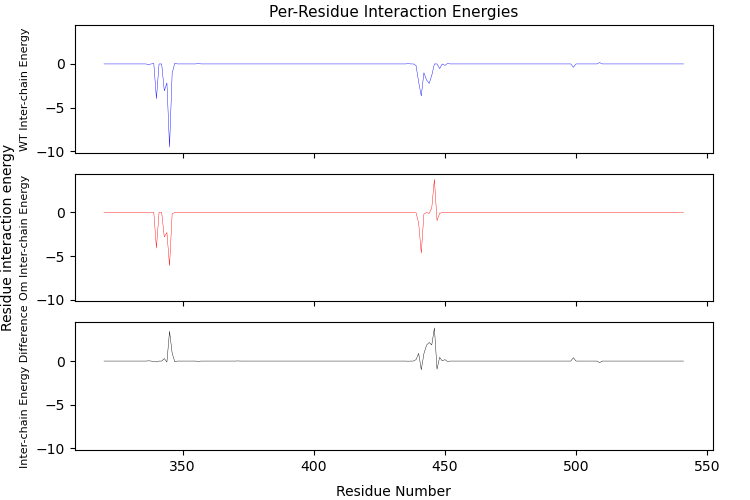 Per-Residue Interaction Energies
Residue interaction energy
WT Inter-chain Energy
0
−5
−10
Om Inter-chain Energy
0
−5
−10
Inter-chain Energy Difference
0
−5
−10
350
400
450
500
550
Residue Number